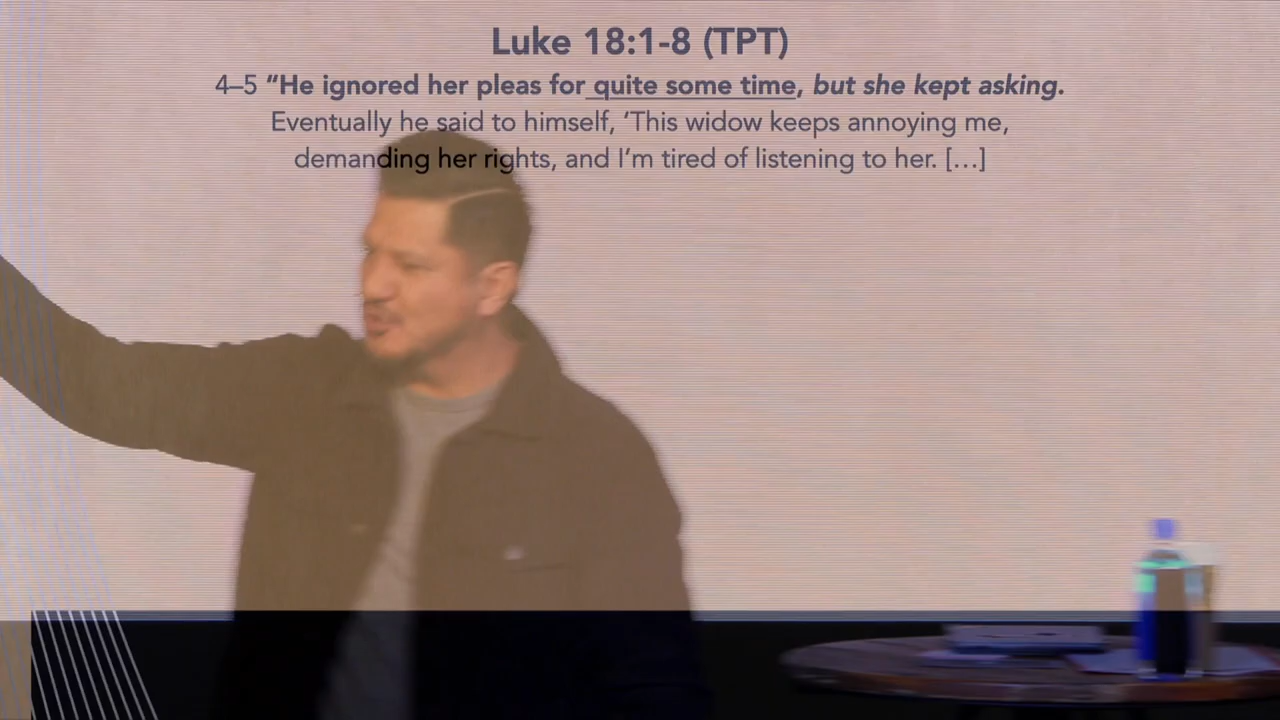 Luke 18:1-8 (TPT)
4–5 “He ignored her pleas for quite some time, but she kept asking.
Eventually he said to himself, ‘This widow keeps annoying me,
demanding her rights, and I’m tired of listening to her. […]